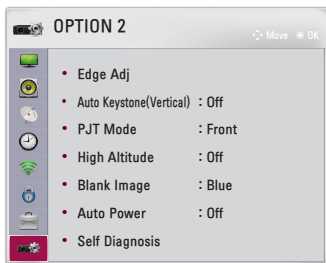 OPTION 2
Move OK
• Edge Adj
• Auto Keystone(Vertical) : Off
• PJT Mode : Front
• High Altitude : Off
• Blank Image : Blue
• Auto Power : Off
• Self Diagnosis